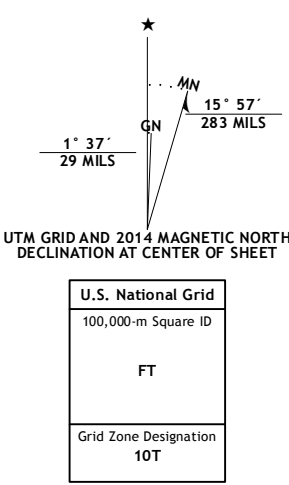 ★
MN
GN
15° 57´
283 MILS
1° 37´
29 MILS
UTM GRID AND 2014 MAGNETIC NORTH
DECLINATION AT CENTER OF SHEET
U.S. National Grid
100,000-m Square ID
FT
Grid Zone Designation
10T